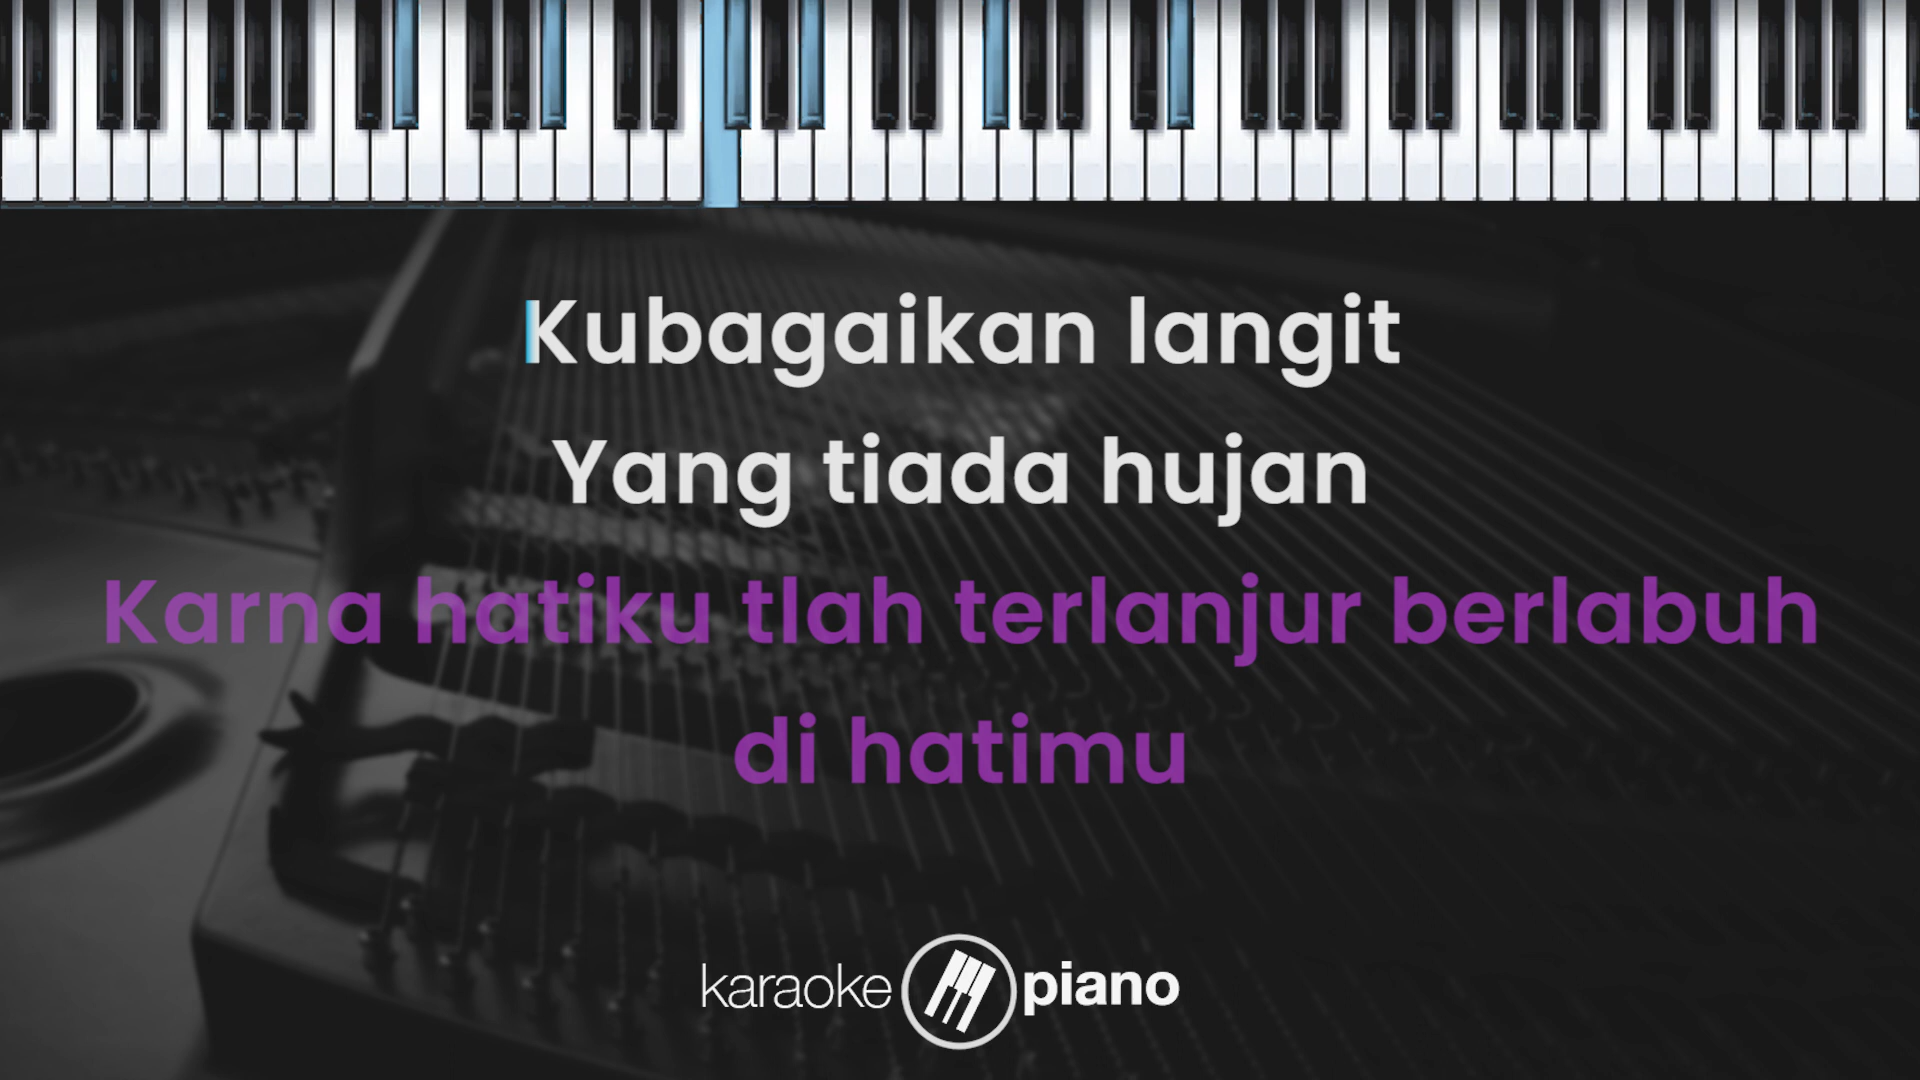 Kubagaikan langit
Yang tiada hujan
Karna hatiku tlah terlanjur berlabuh
di hatimu
karaoke piano